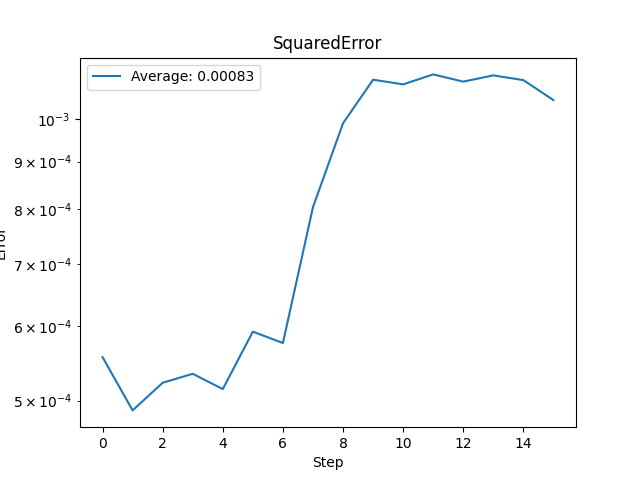 SquaredError
Average: 0.00083
10⁻³
9 × 10⁻⁴
8 × 10⁻⁴
7 × 10⁻⁴
6 × 10⁻⁴
5 × 10⁻⁴
Error
0 2 4 6 8 10 12 14
Step